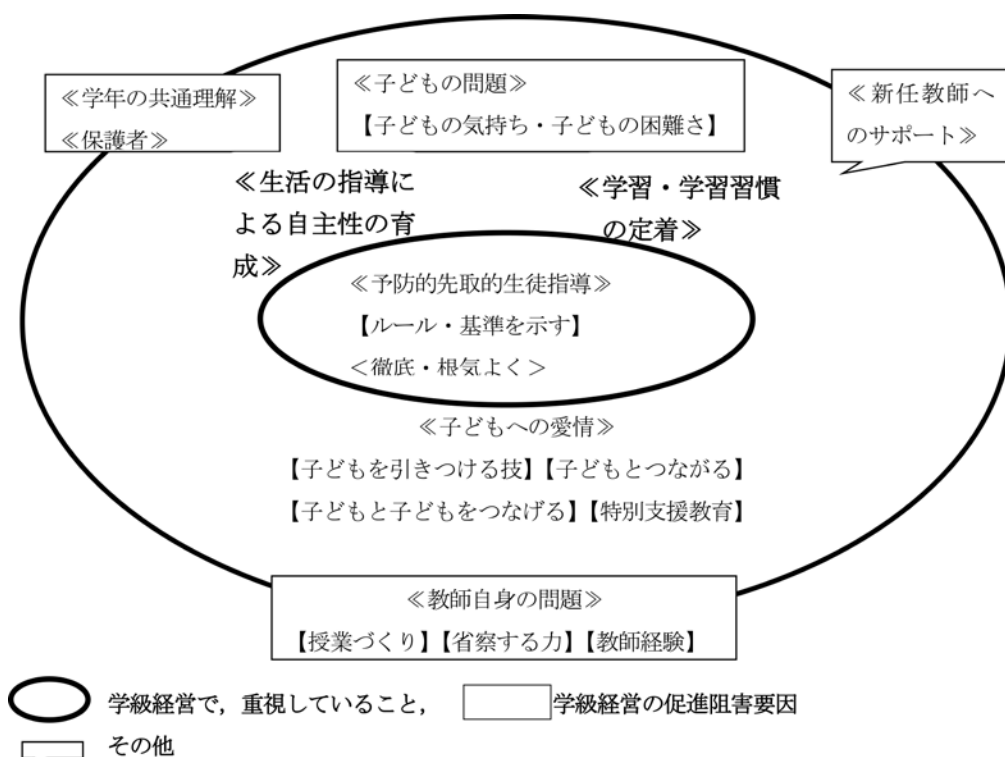 ≪学年の共通理解≫
≪保護者≫
≪子どもの問題≫
【子どもの気持ち・子どもの困難さ】
≪新任教師へ
のサポート≫
≪生活の指導に
よる自主性の育
成≫
≪学習・学習習慣
の定着≫
≪予防的先取的生徒指導≫
【ルール・基準を示す】
＜徹底・根気よく＞
≪子どもへの愛情≫
【子どもを引きつける技】【子どもとつながる】
【子どもと子どもをつなげる】【特別支援教育】
≪教師自身の問題≫
【授業づくり】【省察する力】【教師経験】
学級経営で，重視していること，
学級経営の促進阻害要因
その他